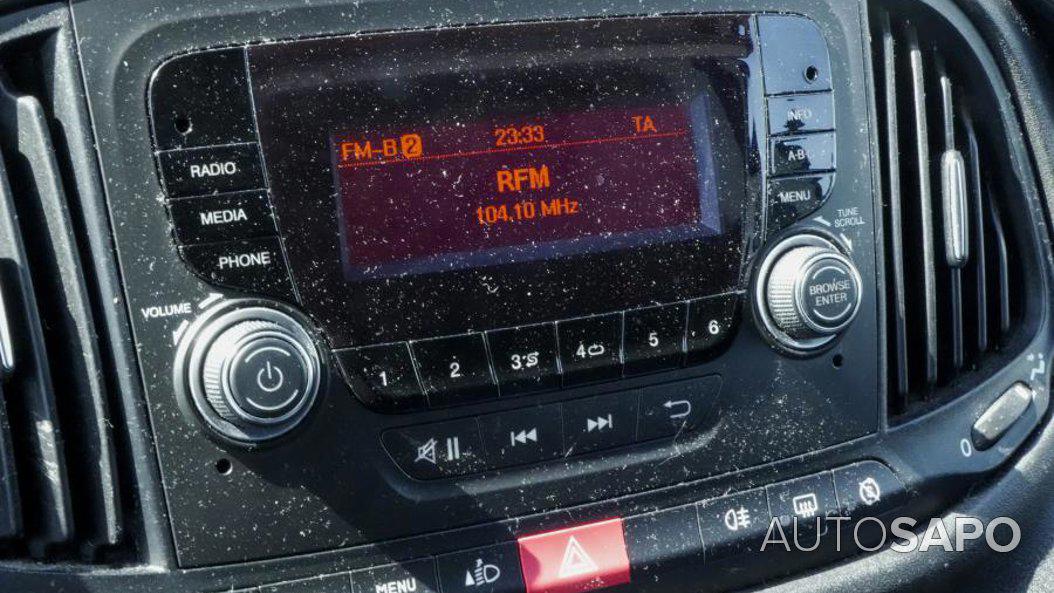 FM-B 2 23:33 TA
RFM
104.10 MHz
RADIO
MEDIA
PHONE
INFO
A-B
MENU
TUNE
SCROLL
VOLUME
BROWSE
ENTER
1 2 3 4 5 6
0
MENU
AUTOSAPO